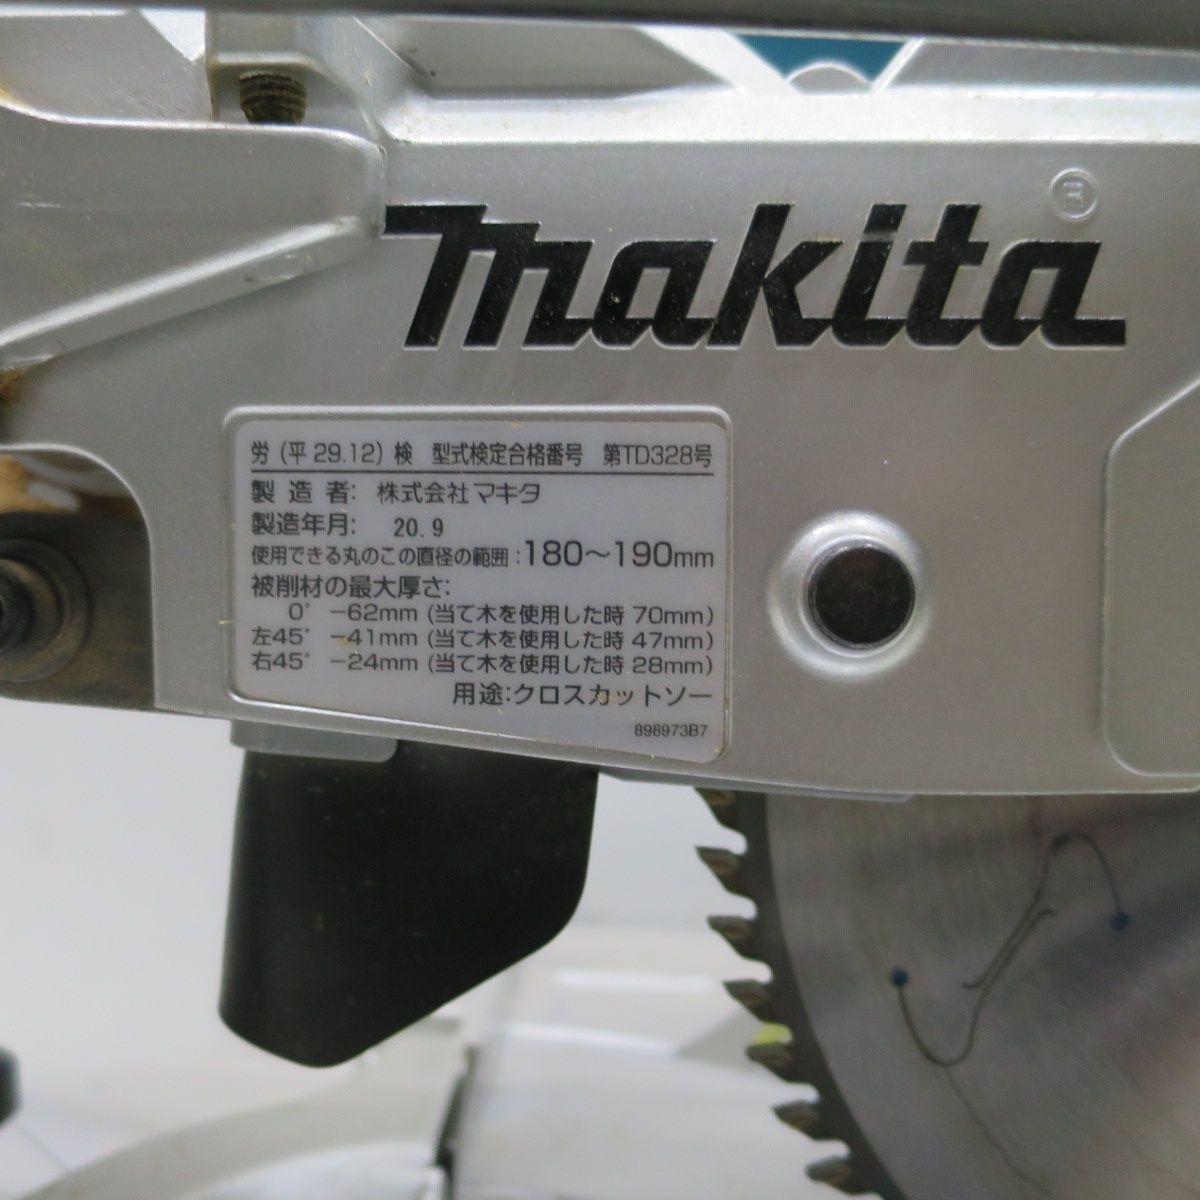 makita
®
労(平29.12)検 型式検定合格番号 第TD328号
製造者: 株式会社マキタ
製造年月: 20.9
使用できる丸のこの直径の範囲:180〜190mm
被削材の最大厚さ:
0° −62mm (当て木を使用した時 70mm)
左45° −41mm (当て木を使用した時 47mm)
右45° −24mm (当て木を使用した時 28mm)
用途:クロスカットソー
898973B7